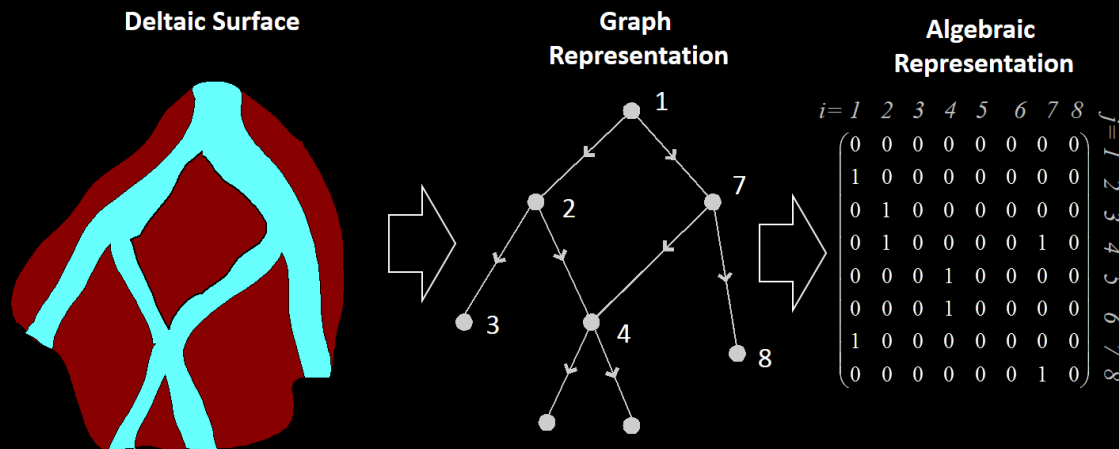 Deltaic Surface
Graph
Representation
Algebraic
Representation
1
2
7
3
4
8
i= 1 2 3 4 5 6 7 8
j= 1 2 3 4 5 6 7 8
0 0 0 0 0 0 0 0
1 0 0 0 0 0 0 0
0 1 0 0 0 0 0 0
0 1 0 0 0 0 1 0
0 0 0 1 0 0 0 0
0 0 0 1 0 0 0 0
1 0 0 0 0 0 0 0
0 0 0 0 0 0 1 0